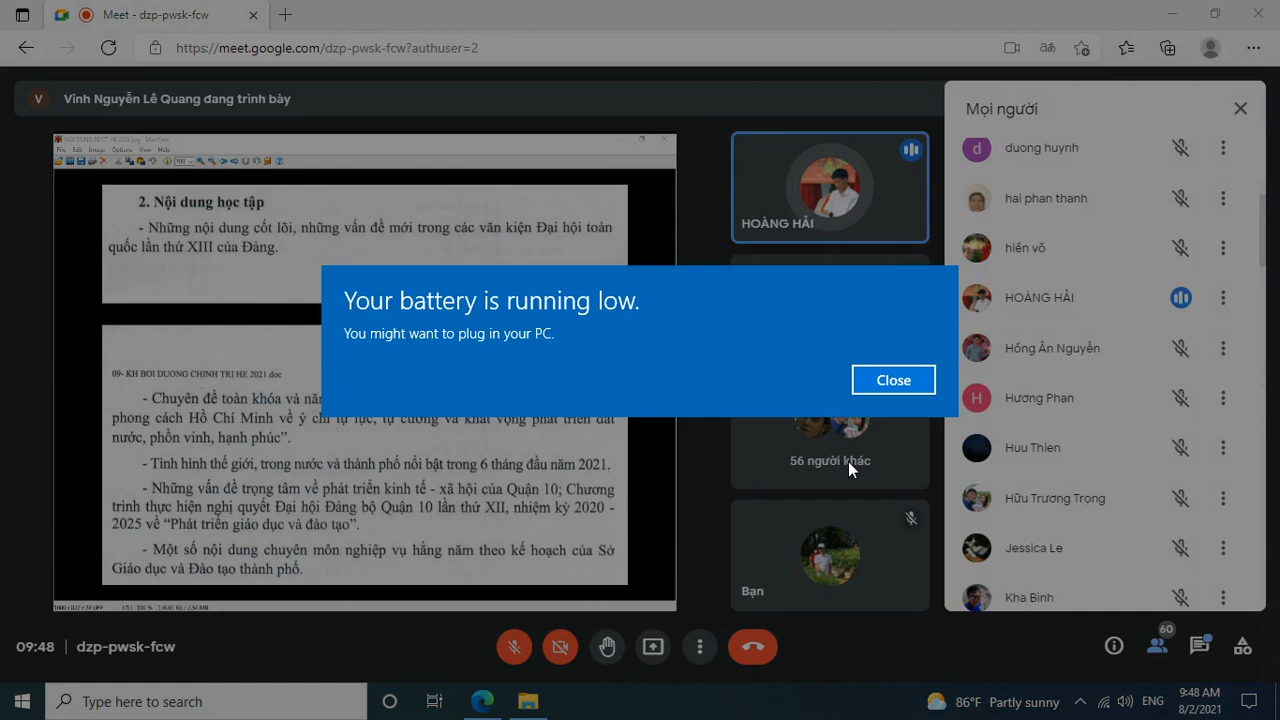 Meet - dzp-pwsk-fcw
https://meet.google.com/dzp-pwsk-fcw?authuser=2
V
Vinh Nguyễn Lê Quang đang trình bày
File Edit Image Options View Help
100
2. Nội dung học tập
- Những nội dung cốt lõi, những vấn đề mới trong các văn kiện Đại hội toàn
quốc lần thứ XIII của Đảng.
09- KH BOI DUONG CHINH TRI HE 2021.doc
- Chuyên đề toàn khóa và
phong cách Hồ Chí Minh về ý chí tự lực, tự cường và khát vọng phát triển đất
nước, phồn vinh, hạnh phúc”.
- Tình hình thế giới, trong nước và thành phố nổi bật trong 6 tháng đầu năm 2021.
- Những vấn đề trọng tâm về phát triển kinh tế - xã hội của Quận 10; Chương
trình thực hiện nghị quyết Đại hội Đảng bộ Quận 10 lần thứ XII, nhiệm kỳ 2020 -
2025 về “Phát triển giáo dục và đào tạo”.
- Một số nội dung chuyên môn nghiệp vụ hằng năm theo kế hoạch của Sở
Giáo dục và Đào tạo thành phố.
Your battery is running low.
You might want to plug in your PC.
Close
HOÀNG HẢI
56 người khác
Bạn
Mọi người
d
duong huynh
hai phan thanh
hiền võ
HOÀNG HẢI
Hồng Ân Nguyễn
H
Hương Phan
Huu Thien
Hữu Trương Trọng
Jessica Le
Kha Binh
09:48
dzp-pwsk-fcw
60
Type here to search
86°F Partly sunny
ENG
9:48 AM
8/2/2021